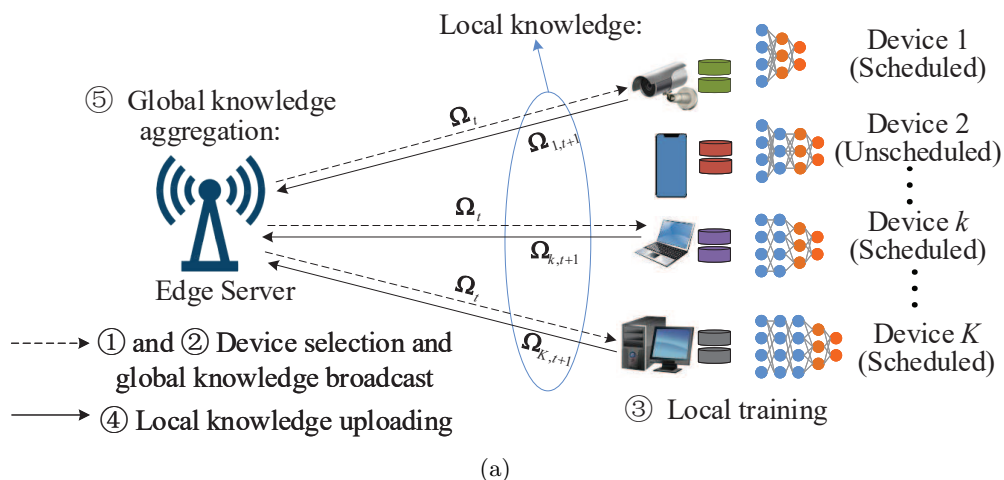 Local knowledge:
Device 1
(Scheduled)
⑤ Global knowledge
aggregation:
Ω_t
Ω_{1,t+1}
Device 2
(Unscheduled)
Ω_t
Ω_{k,t+1}
Device k
(Scheduled)
Edge Server
Ω_t
Ω_{K,t+1}
Device K
(Scheduled)
① and ② Device selection and
global knowledge broadcast
③ Local training
④ Local knowledge uploading
(a)